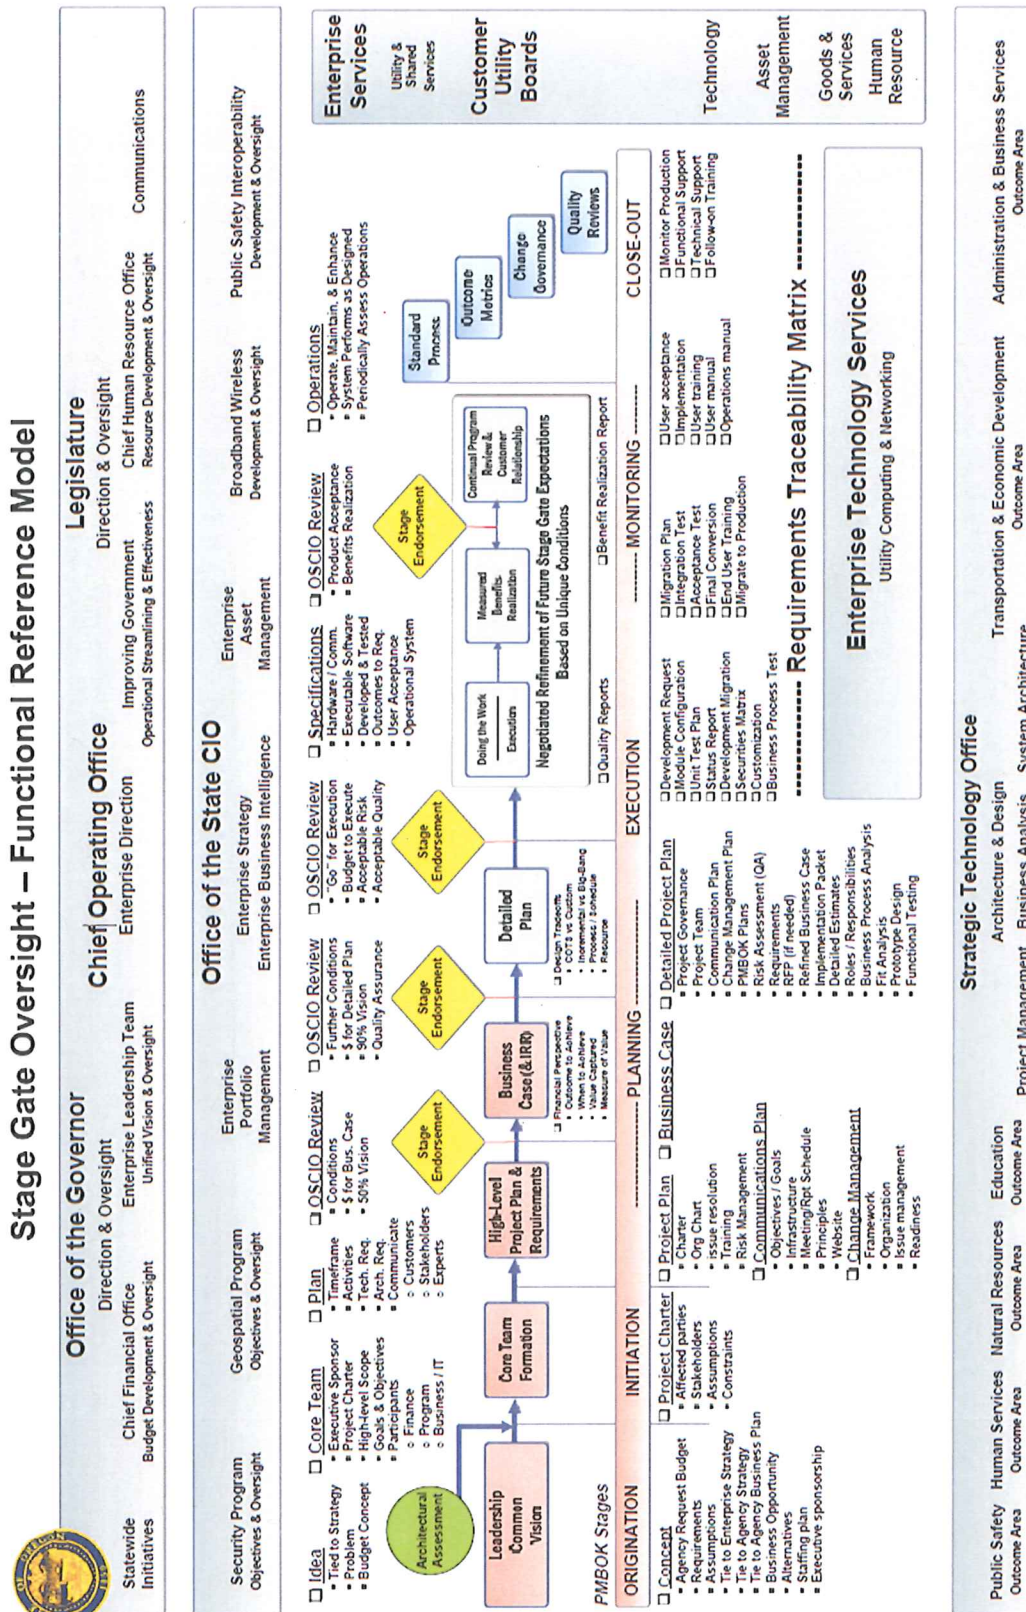 Stage Gate Oversight – Functional Reference Model
OF OREGON
1859
Office of the Governor
Direction & Oversight
Chief Operating Office
Legislature
Direction & Oversight
Statewide
Initiatives
Chief Financial Office
Budget Development & Oversight
Enterprise Leadership Team
Unified Vision & Oversight
Enterprise Direction
Improving Government
Operational Streamlining & Effectiveness
Chief Human Resource Office
Resource Development & Oversight
Communications
Office of the State CIO
Security Program
Objectives & Oversight
Geospatial Program
Objectives & Oversight
Enterprise
Portfolio
Management
Enterprise Strategy
Enterprise Business Intelligence
Enterprise
Asset
Management
Broadband Wireless
Development & Oversight
Public Safety Interoperability
Development & Oversight
❑ Idea
▪ Tied to Strategy
▪ Problem
▪ Budget Concept
❑ Core Team
▪ Executive Sponsor
▪ Project Charter
▪ High-level Scope
▪ Goals & Objectives
▪ Participants
○ Finance
○ Program
○ Business / IT
❑ Plan
▪ Timeframe
▪ Activities
▪ Tech. Req.
▪ Arch. Req.
▪ Communicate
○ Customers
○ Stakeholders
○ Experts
❑ OSCIO Review
▪ Conditions
▪ $ for Bus. Case
▪ 50% Vision
❑ OSCIO Review
▪ Further Conditions
▪ $ for Detailed Plan
▪ 90% Vision
▪ Quality Assurance
❑ OSCIO Review
▪ "Go" for Execution
▪ Budget to Execute
▪ Acceptable Risk
▪ Acceptable Quality
❑ Specifications
▪ Hardware / Comm.
▪ Executable Software
▪ Developed & Tested
▪ Outcomes to Req.
▪ User Acceptance
▪ Operational System
❑ OSCIO Review
▪ Product Acceptance
▪ Benefits Realization
❑ Operations
▪ Operate, Maintain, & Enhance
▪ System Performs as Designed
▪ Periodically Assess Operations
Architectural
Assessment
Stage
Endorsement
Stage
Endorsement
Stage
Endorsement
Stage
Endorsement
Standard
Process
Outcome
Metrics
Change
Governance
Quality
Reviews
Leadership
Common
Vision
Core Team
Formation
High-Level
Project Plan &
Requirements
Business
Case (& IRR)
Detailed
Plan
Doing the Work
Execution
Measured
Benefits
Realization
Continual Program
Review &
Customer
Relationship
Negotiated Refinement of Future Stage Gate Expectations
Based on Unique Conditions
❑ Financial Perspective
• Outcome to Achieve
• When to Achieve
• Value Captured
• Measure of Value
❑ Design Tradeoffs
• COTS vs Custom
• Incremental vs Big-Bang
• Process / Schedule
• Resource
❑ Quality Reports
❑ Benefit Realization Report
PMBOK Stages
ORIGINATION
INITIATION
---------------- PLANNING ----------------
EXECUTION
-------- MONITORING --------
CLOSE-OUT
❑ Concept
▪ Agency Request Budget
▪ Requirements
▪ Assumptions
▪ Tie to Enterprise Strategy
▪ Tie to Agency Strategy
▪ Tie to Agency Business Plan
▪ Business Opportunity
▪ Alternatives
▪ Staffing plan
▪ Executive sponsorship
❑ Project Charter
▪ Affected parties
▪ Stakeholders
▪ Assumptions
▪ Constraints
❑ Project Plan
▪ Charter
▪ Org Chart
▪ issue resolution
▪ Training
▪ Risk Management
❑ Communications Plan
▪ Objectives / Goals
▪ Infrastructure
▪ Meeting/Rpt Schedule
▪ Principles
▪ Website
❑ Change Management
▪ Framework
▪ Organization
▪ Issue management
▪ Readiness
❑ Business Case
❑ Detailed Project Plan
▪ Project Governance
▪ Project Team
▪ Communication Plan
▪ Change Management Plan
▪ PMBOK Plans
▪ Risk Assessment (QA)
▪ Requirements
▪ RFP (if needed)
▪ Refined Business Case
▪ Implementation Packet
▪ Detailed Estimates
▪ Roles / Responsibilities
▪ Business Process Analysis
▪ Fit Analysis
▪ Prototype Design
▪ Functional Testing
❑ Development Request
❑ Module Configuration
❑ Unit Test Plan
❑ Status Report
❑ Development Migration
❑ Securities Matrix
❑ Customization
❑ Business Process Test
❑ Migration Plan
❑ Integration Test
❑ Acceptance Test
❑ Final Conversion
❑ End User Training
❑ Migrate to Production
❑ User acceptance
❑ Implementation
❑ User training
❑ User manual
❑ Operations manual
❑ Monitor Production
❑ Functional Support
❑ Technical Support
❑ Follow-on Training
------------ Requirements Traceability Matrix ------------
Enterprise Technology Services
Utility Computing & Networking
Enterprise
Services
Utility &
Shared
Services
Customer
Utility
Boards
Technology
Asset
Management
Goods &
Services
Human
Resource
Strategic Technology Office
Public Safety
Outcome Area
Human Services
Outcome Area
Natural Resources
Outcome Area
Education
Outcome Area
Architecture & Design
Project Management
Business Analysis
System Architecture
Transportation & Economic Development
Outcome Area
Administration & Business Services
Outcome Area